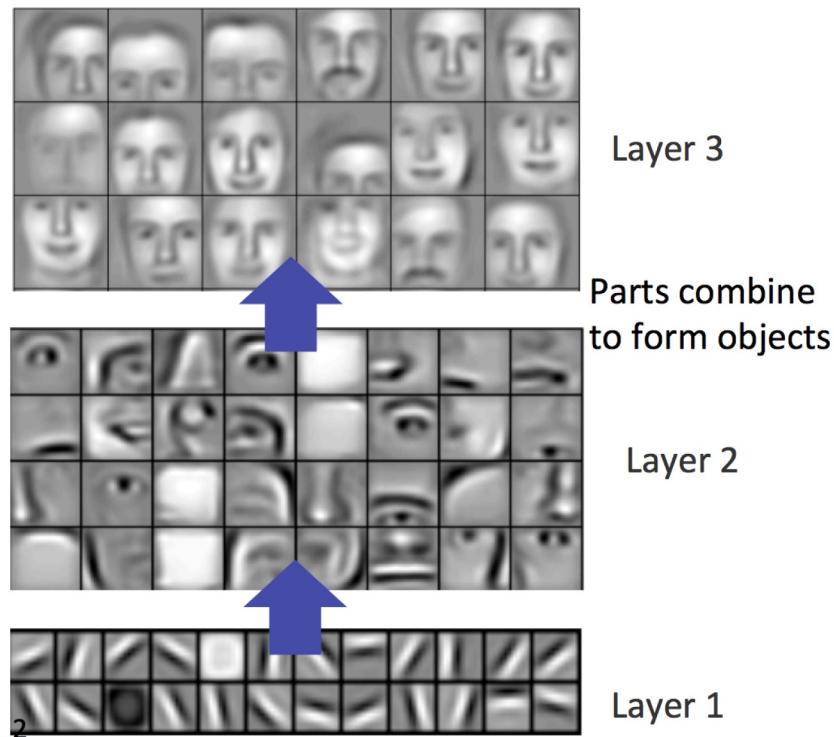 Layer 3
Parts combine
to form objects
Layer 2
Layer 1
2